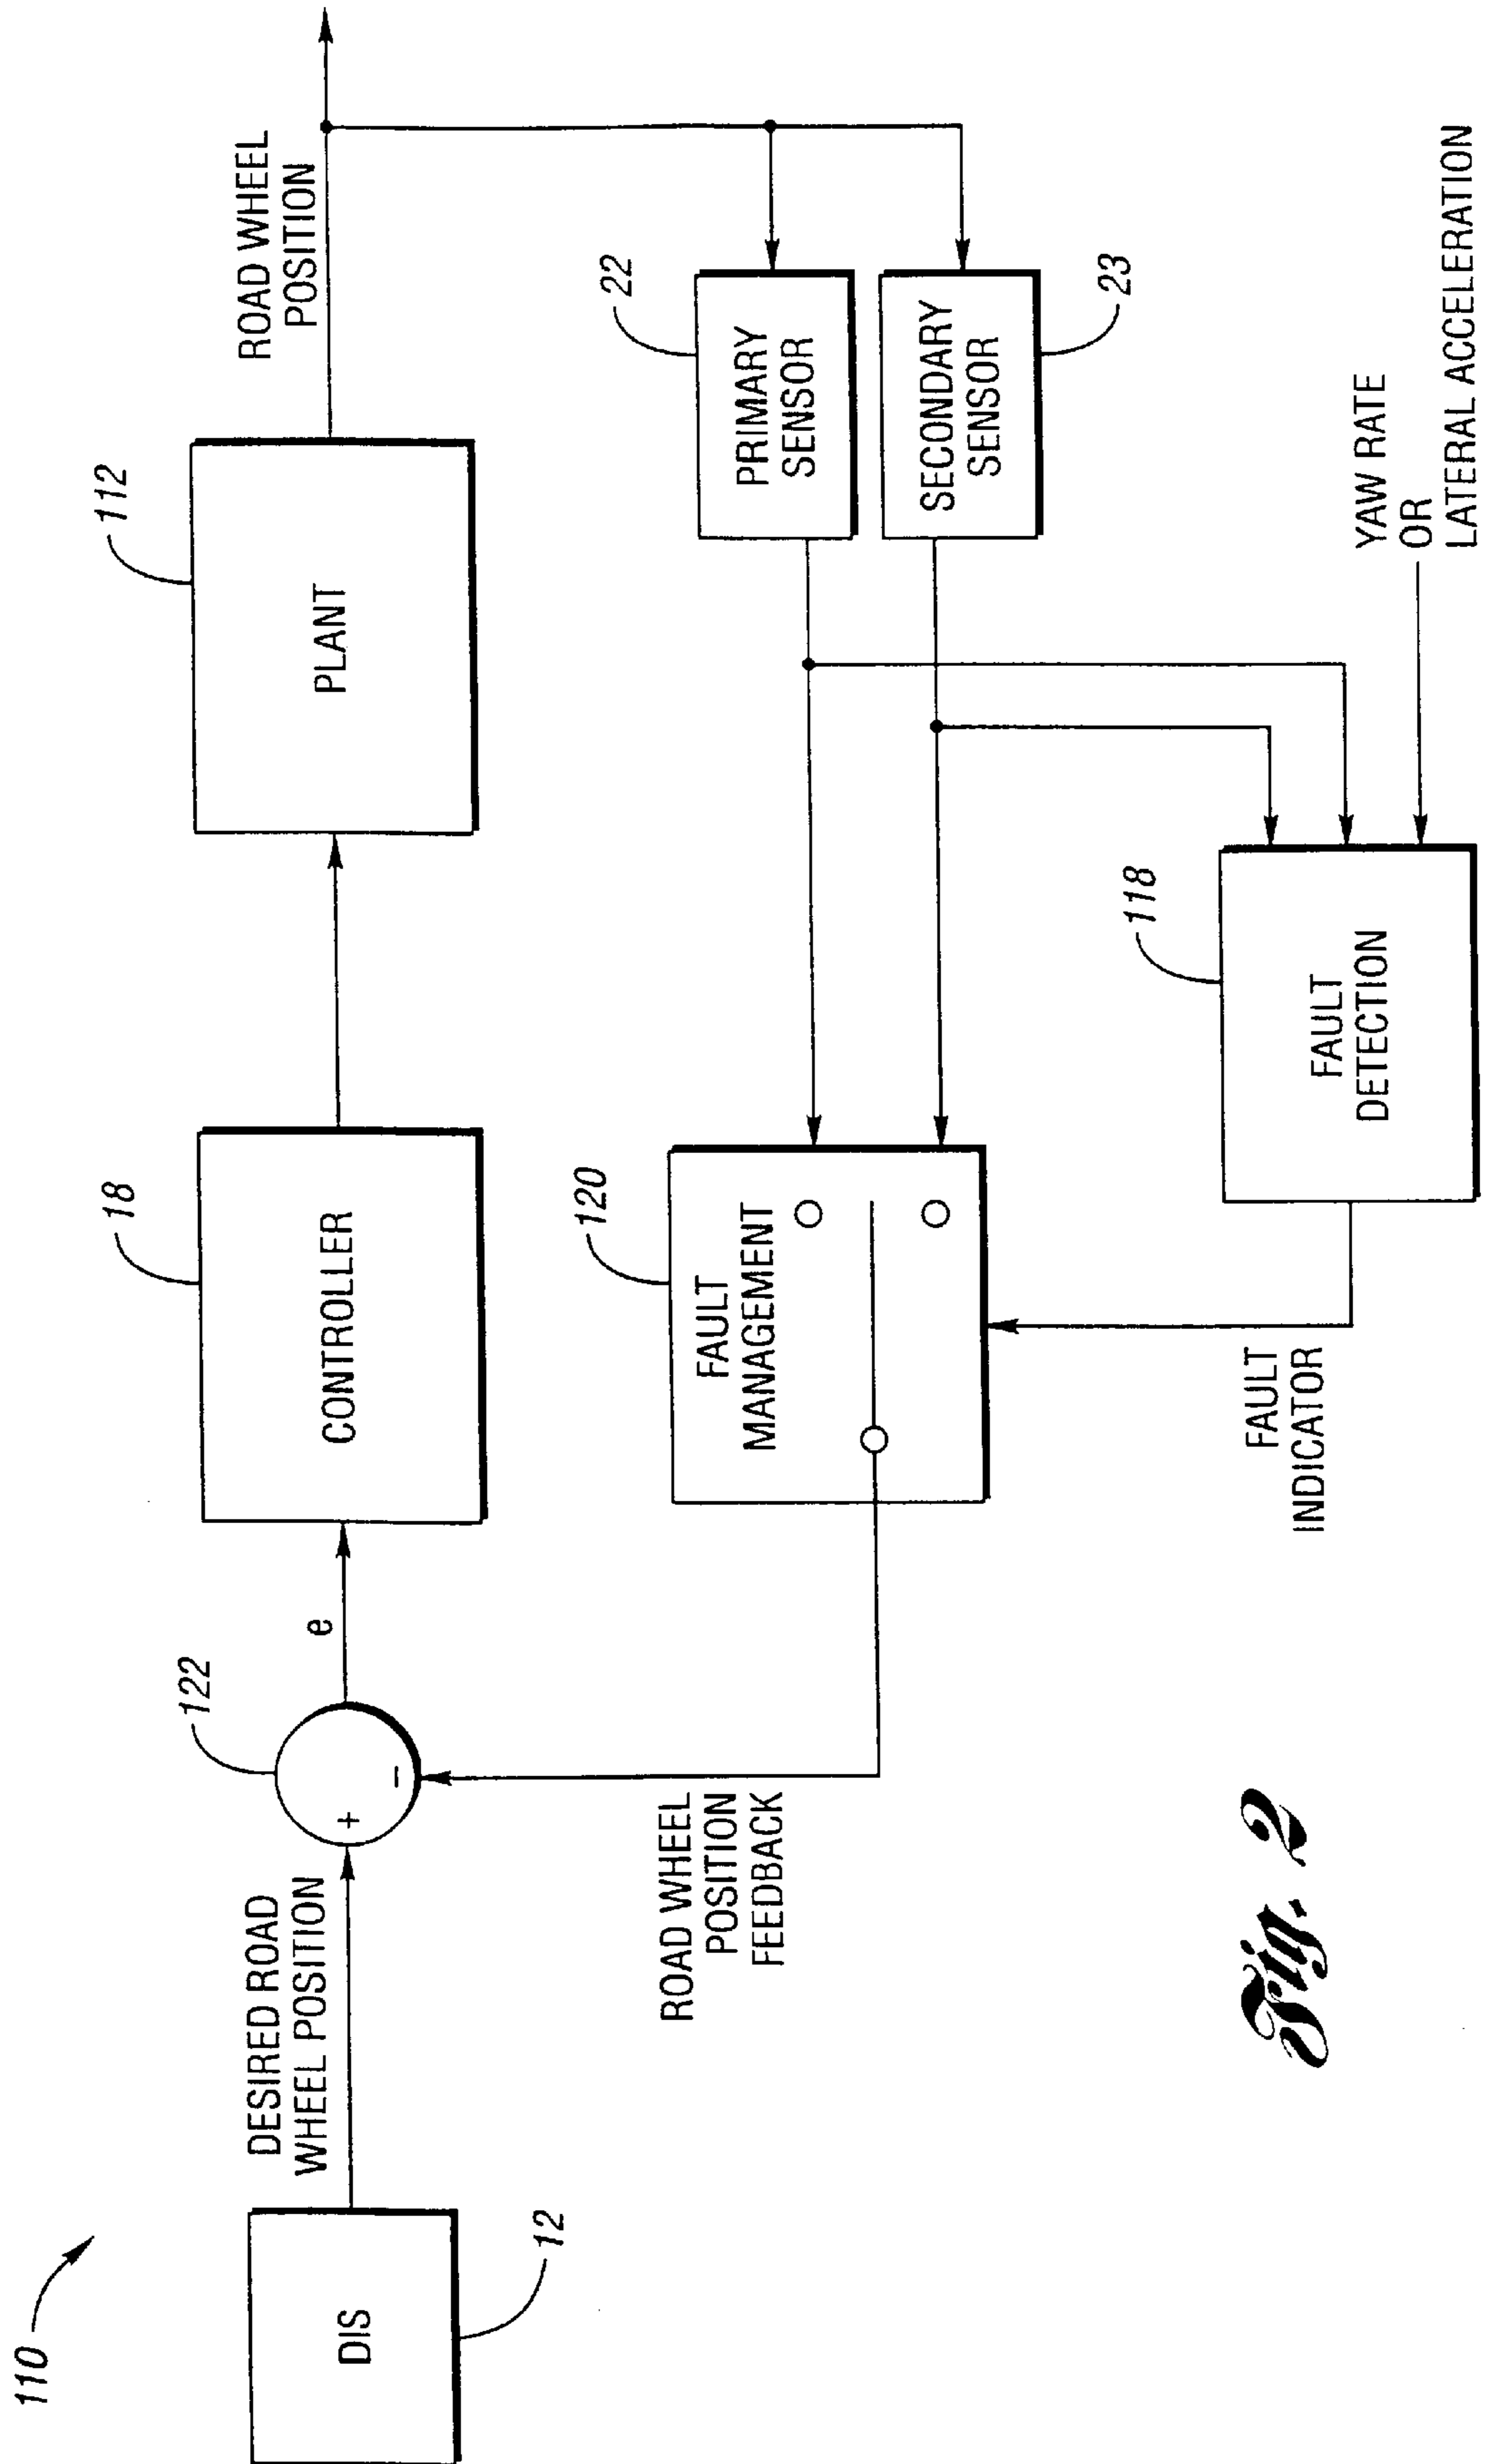 110
DIS
12
DESIRED ROAD
WHEEL POSITION
+
−
122
e
CONTROLLER
18
PLANT
112
ROAD WHEEL
POSITION
ROAD WHEEL
POSITION
FEEDBACK
FAULT
MANAGEMENT
120
PRIMARY
SENSOR
22
SECONDARY
SENSOR
23
FAULT
INDICATOR
FAULT
DETECTION
118
YAW RATE
OR
LATERAL ACCELERATION
Fig. 2